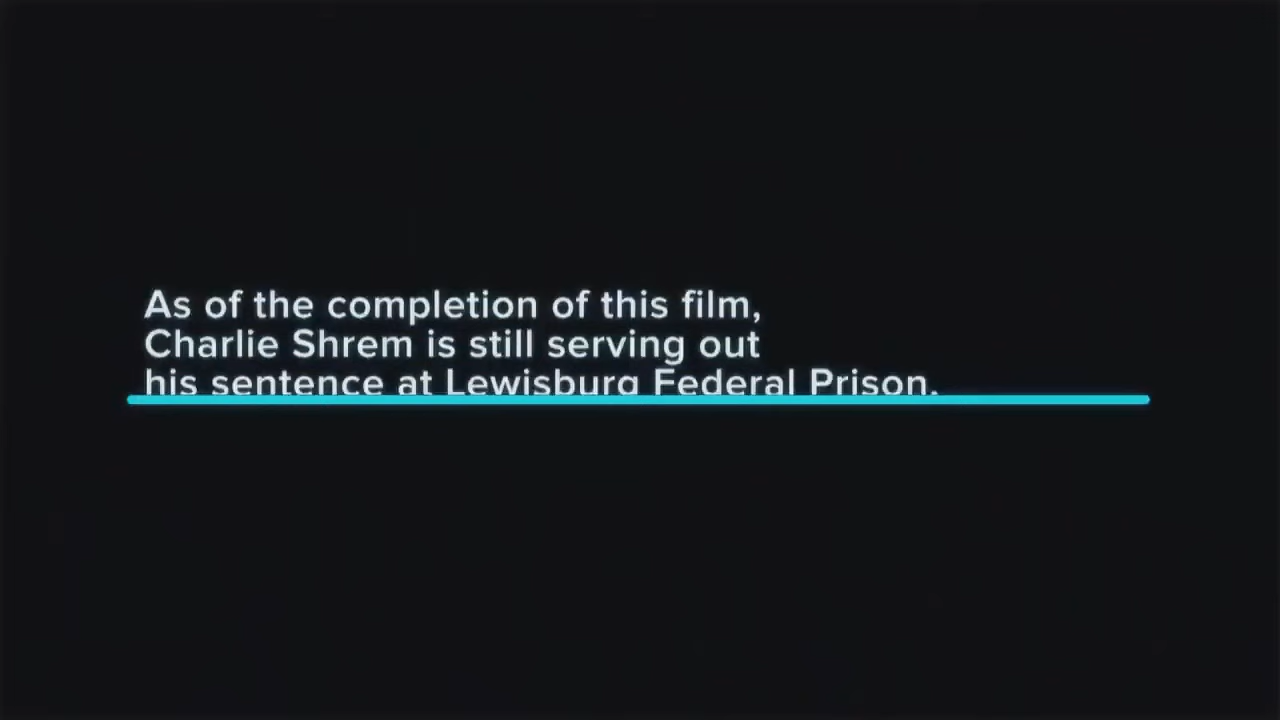 As of the completion of this film,
Charlie Shrem is still serving out
his sentence at Lewisburg Federal Prison.